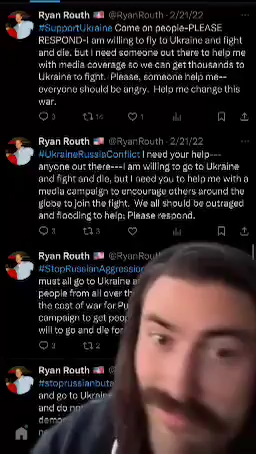 Ryan Routh 🇺🇸 @RyanRouth · 2/21/22
#SupportUkraine Come on people-PLEASE
RESPOND-I am willing to fly to Ukraine and fight
and die, but I need someone out there to help me
with media coverage so we can get thousands to
Ukraine to fight. Please, someone help me--
everyone should be angry. Help me change this
war.
3 14 1
Ryan Routh 🇺🇸 @RyanRouth · 2/21/22
#UkraineRussiaConflict I need your help---
anyone out there---I am willing to go to Ukraine
and fight and die, but I need you to help me with a
media campaign to encourage others around the
globe to join the fight. We all should be outraged
and flooding to help; Please respond.
3 3
Ryan Routh 🇺🇸 @RyanRouth
#StopRussianAggression
must all go to Ukraine a
people from all over th
the cost of war for Pu
campaign to get peop
will to go and die for
3 2
Ryan Routh 🇺🇸
#stoprussianbuta
and go to Ukrain
and do no
demo